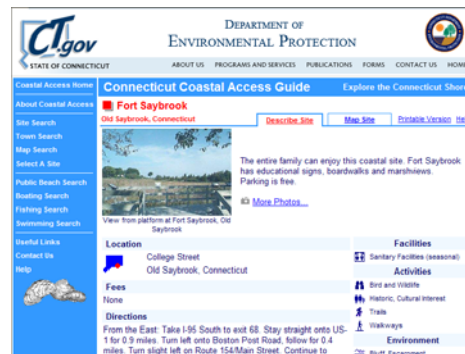 CT.gov
STATE OF CONNECTICUT
DEPARTMENT OF
ENVIRONMENTAL PROTECTION
ABOUT US PROGRAMS AND SERVICES PUBLICATIONS FORMS CONTACT US HOME
Coastal Access Home
About Coastal Access
Site Search
Town Search
Map Search
Select A Site
Public Beach Search
Boating Search
Fishing Search
Swimming Search
Useful Links
Contact Us
Help
Connecticut Coastal Access Guide Explore the Connecticut Shore
Fort Saybrook
Old Saybrook, Connecticut Describe Site Map Site Printable Version He
The entire family can enjoy this coastal site. Fort Saybrook
has educational signs, boardwalks and marshviews.
Parking is free.
More Photos...
View from platform at Fort Saybrook, Old
Saybrook
Location
College Street
Old Saybrook, Connecticut
Fees
None
Directions
From the East: Take I-95 South to exit 68. Stay straight onto US-
1 for 0.9 miles. Turn left onto Boston Post Road, follow for 0.4
miles. Turn slight left on Route 154/Main Street. Continue to
Facilities
Sanitary Facilities (seasonal)
Activities
Bird and Wildlife
Historic, Cultural Interest
Trails
Walkways
Environment
Bluff, Escarpment